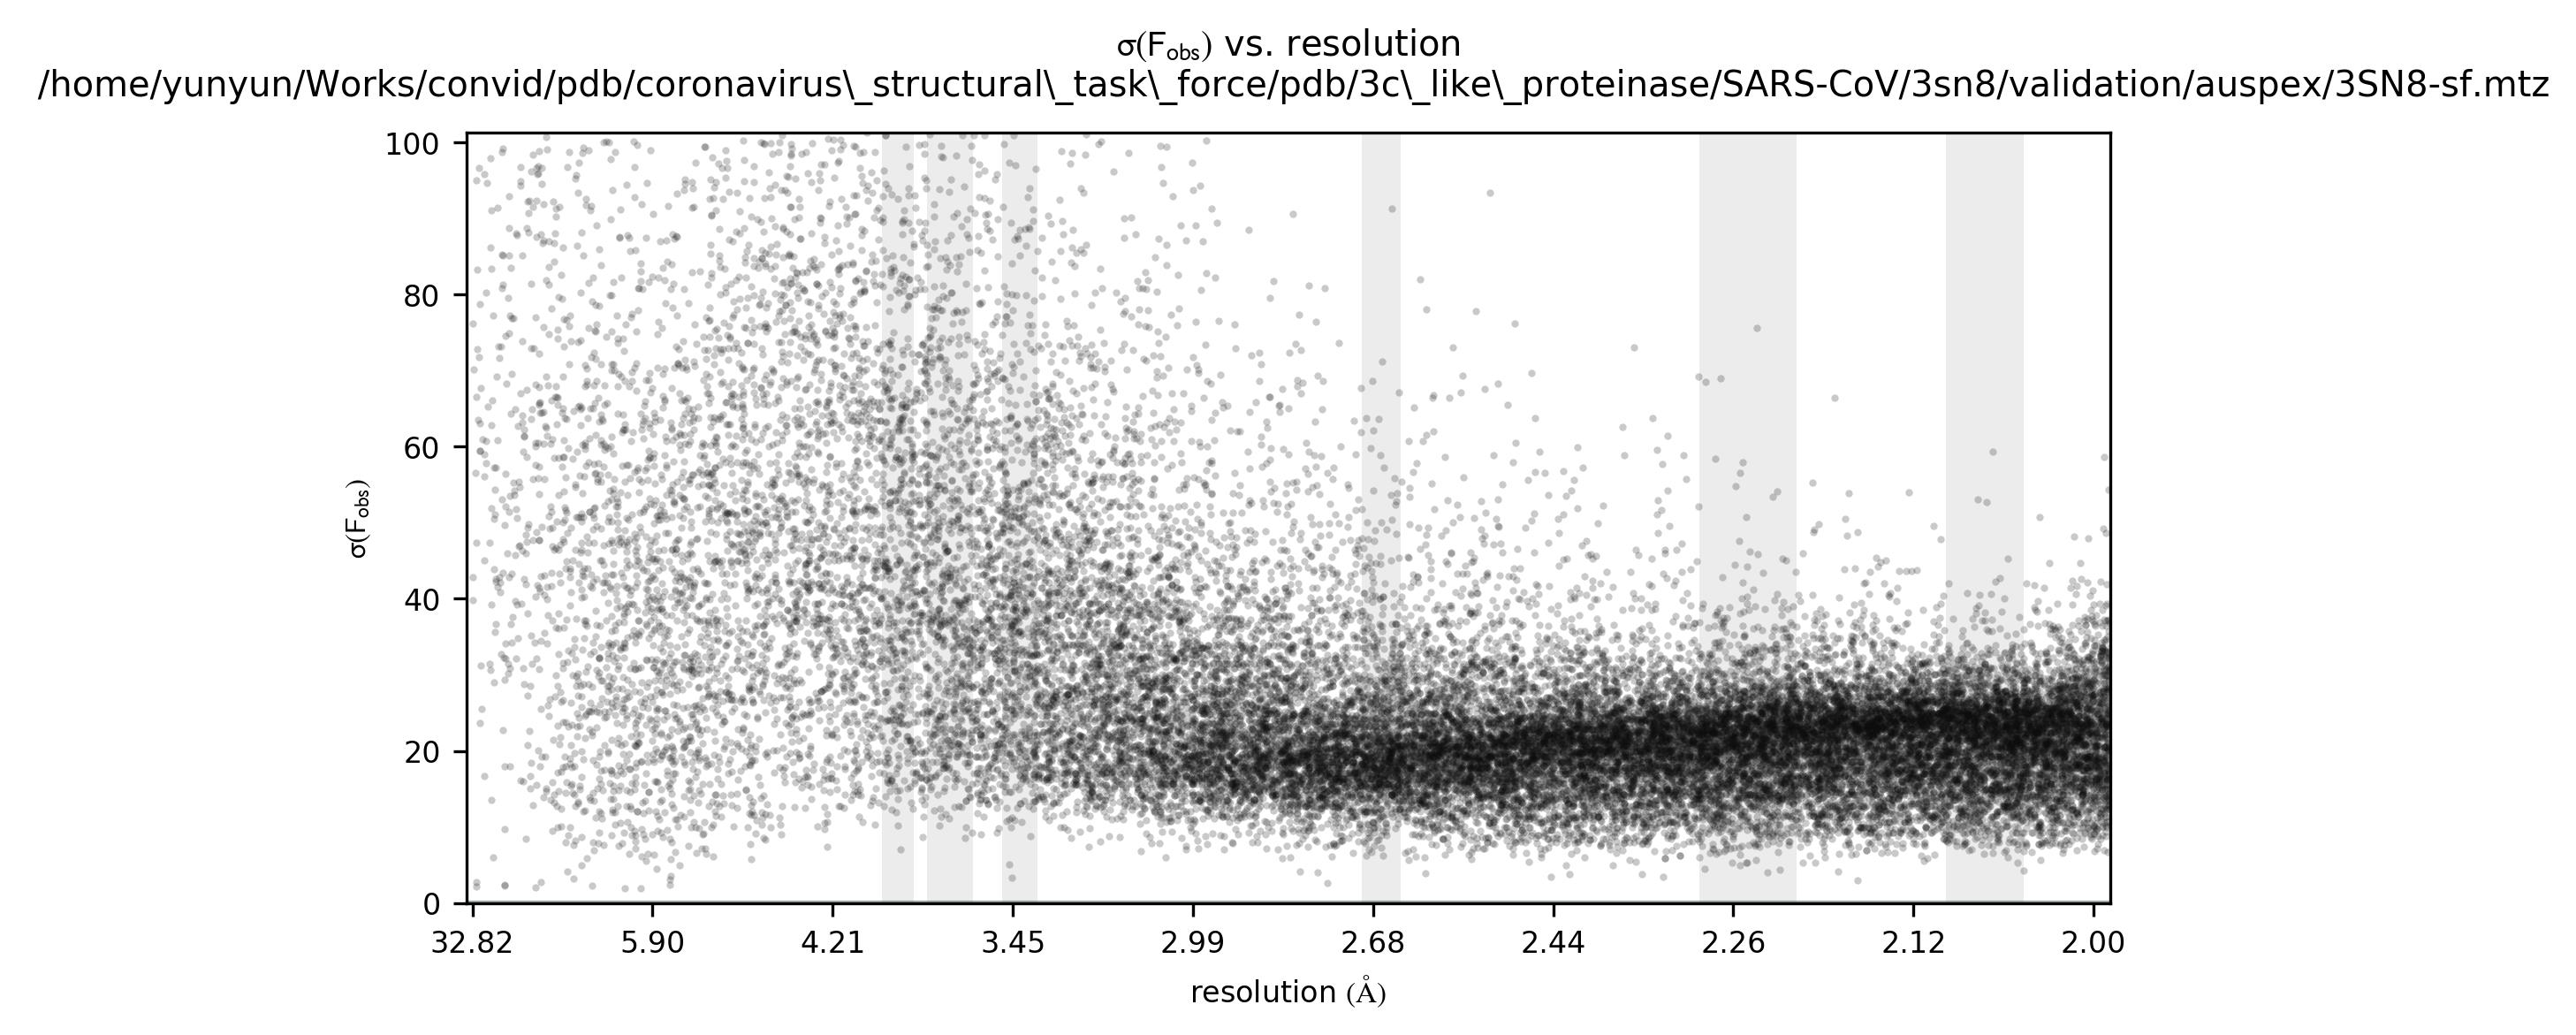 σ(Fobs) vs. resolution
/home/yunyun/Works/convid/pdb/coronavirus\_structural\_task\_force/pdb/3c\_like\_proteinase/SARS-CoV/3sn8/validation/auspex/3SN8-sf.mtz
100
80
60
40
20
0
σ(Fobs)
32.82 5.90 4.21 3.45 2.99 2.68 2.44 2.26 2.12 2.00
resolution (Å)